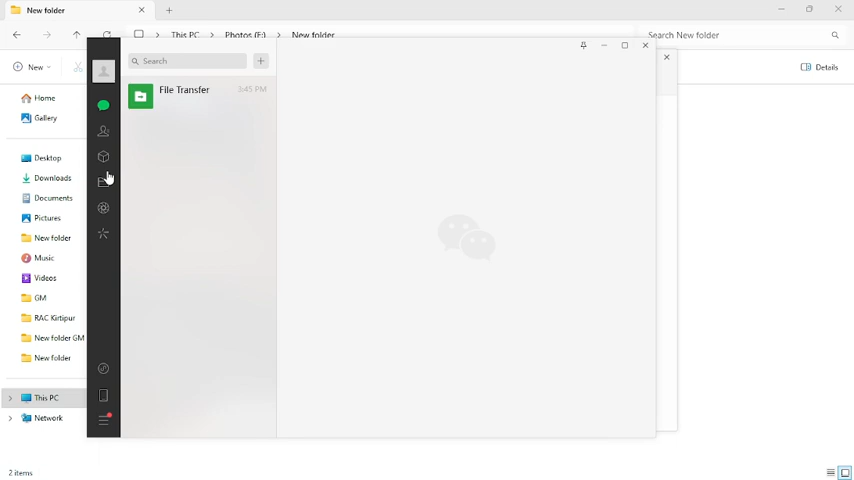 New folder
This PC > Photos (E:) > New folder
Search New folder
New
Details
Search
File Transfer 3:45 PM
Home
Gallery
Desktop
Downloads
Documents
Pictures
New folder
Music
Videos
GM
RAC Kirtipur
New folder GM
New folder
This PC
Network
2 items